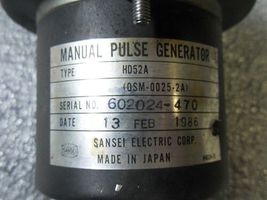 MANUAL PULSE GENERATOR
TYPE HD52A
(OSM-0025-2A)
SERIAL NO. 602024-470
DATE 13 FEB 1986
SANSEI ELECTRIC CORP.
MADE IN JAPAN